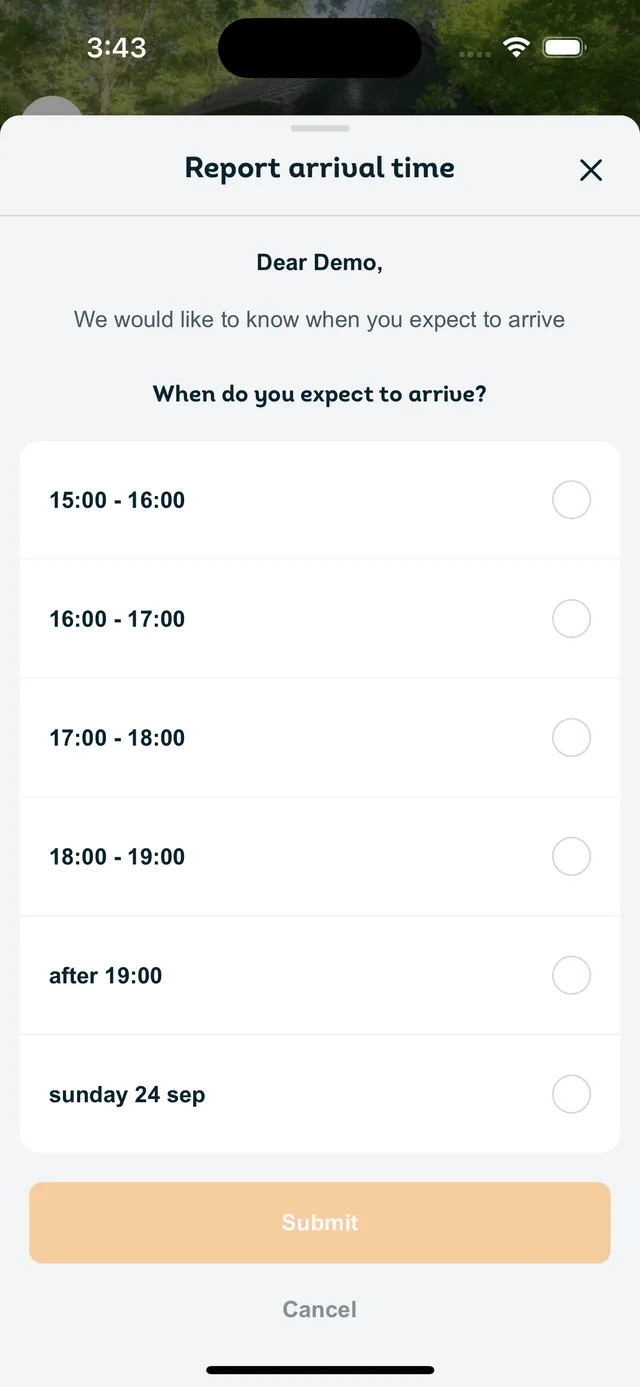 3:43
Report arrival time
Dear Demo,
We would like to know when you expect to arrive
When do you expect to arrive?
15:00 - 16:00
16:00 - 17:00
17:00 - 18:00
18:00 - 19:00
after 19:00
sunday 24 sep
Submit
Cancel